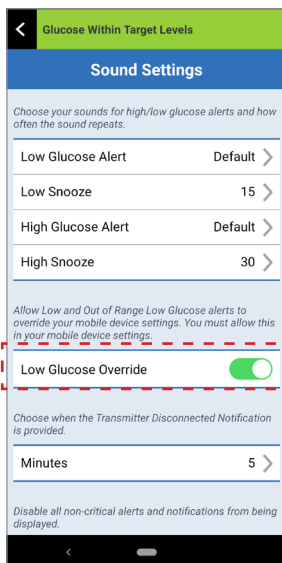 Glucose Within Target Levels
Sound Settings
Choose your sounds for high/low glucose alerts and how
often the sound repeats.
Low Glucose Alert Default
Low Snooze 15
High Glucose Alert Default
High Snooze 30
Allow Low and Out of Range Low Glucose alerts to
override your mobile device settings. You must allow this
in your mobile device settings.
Low Glucose Override
Choose when the Transmitter Disconnected Notification
is provided.
Minutes 5
Disable all non-critical alerts and notifications from being
displayed.